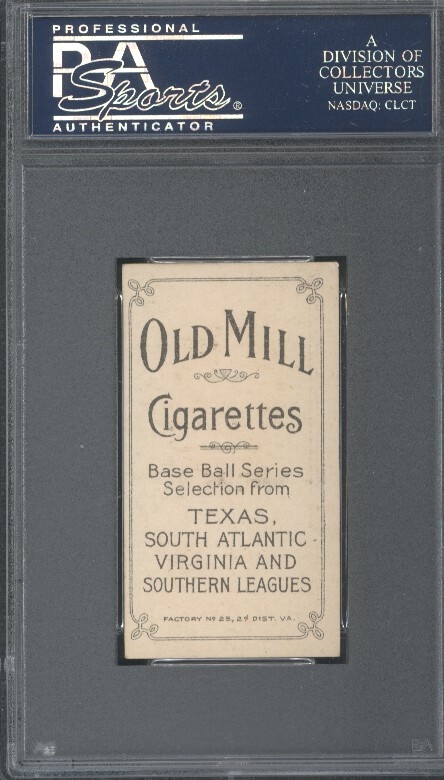 PROFESSIONAL
PSA
Sports®
AUTHENTICATOR
A
DIVISION OF
COLLECTORS
UNIVERSE
NASDAQ: CLCT
OLD MILL
Cigarettes
Base Ball Series
Selection from
TEXAS,
SOUTH ATLANTIC
VIRGINIA AND
SOUTHERN LEAGUES
FACTORY Nº 25, 2d DIST. VA.